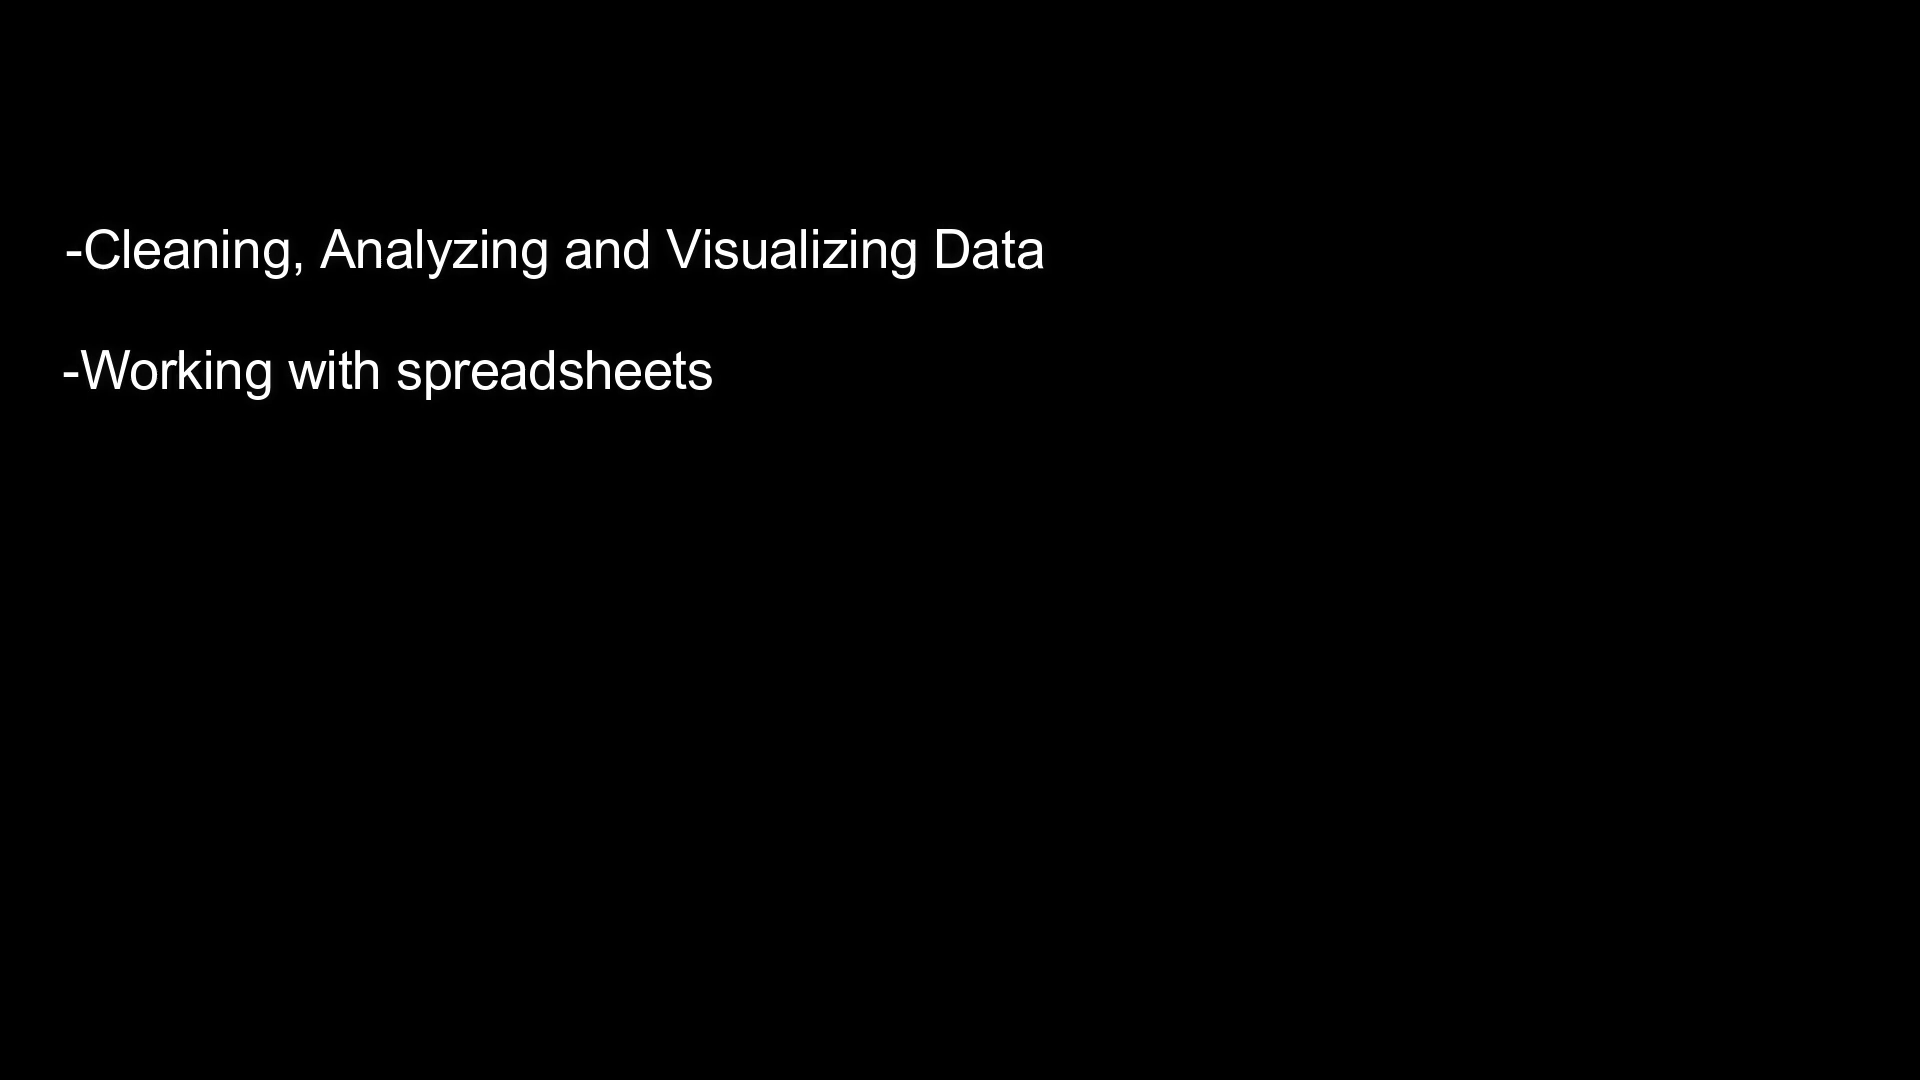 -Cleaning, Analyzing and Visualizing Data
-Working with spreadsheets